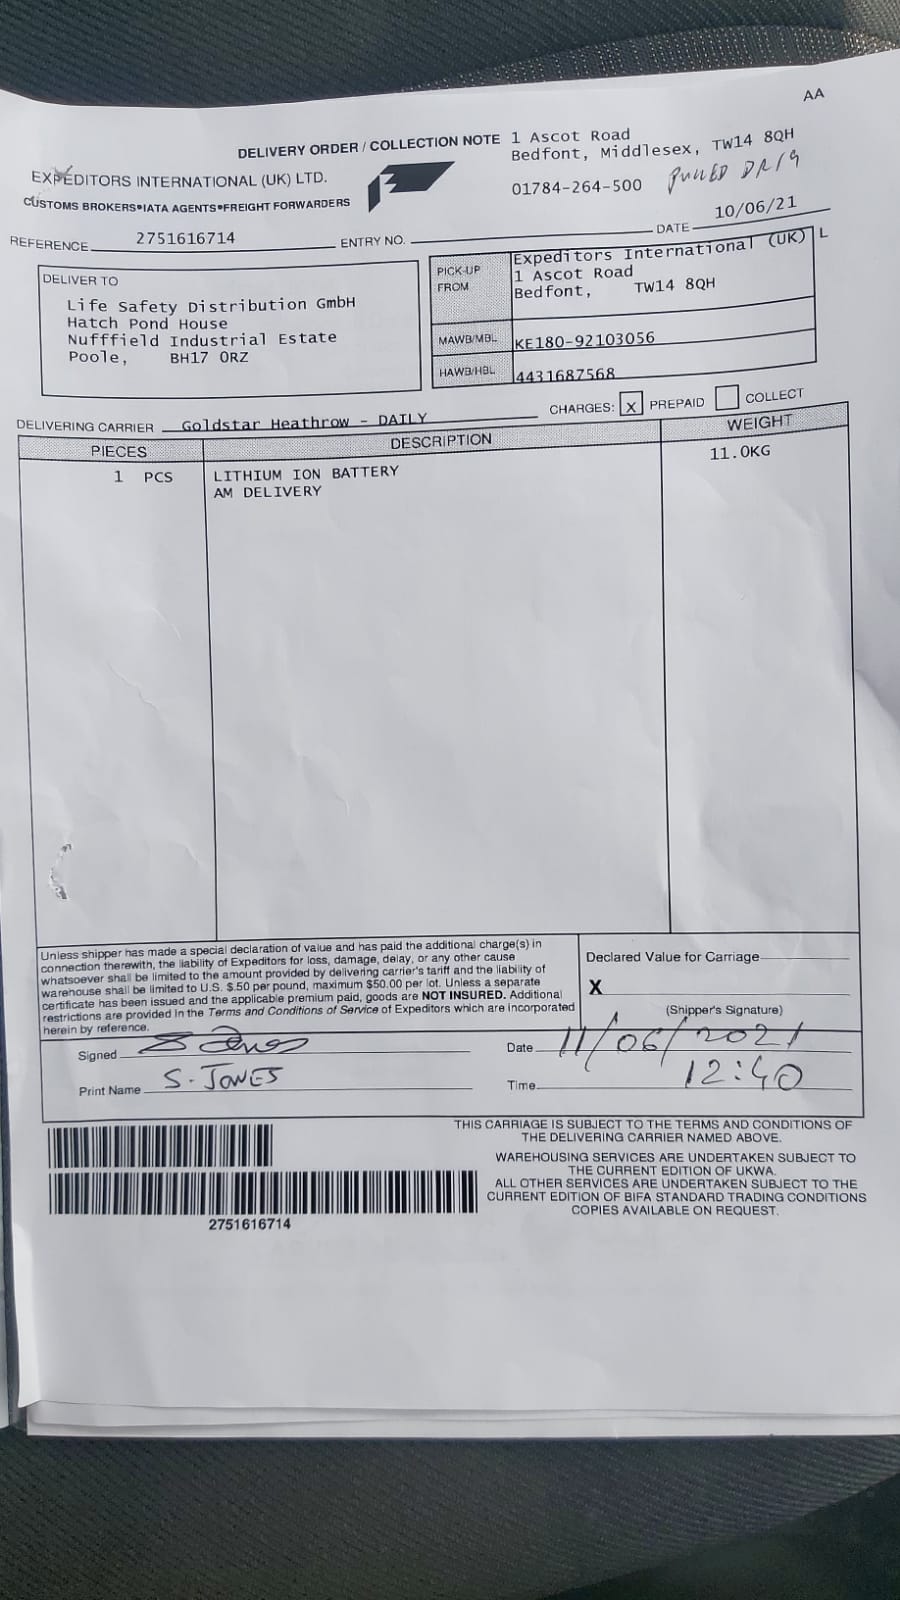 AA
DELIVERY ORDER / COLLECTION NOTE 1 Ascot Road
Bedfont, Middlesex, TW14 8QH
EXPEDITORS INTERNATIONAL (UK) LTD.
01784-264-500 PULLED DR19
CUSTOMS BROKERS•IATA AGENTS•FREIGHT FORWARDERS
REFERENCE 2751616714 ENTRY NO. DATE 10/06/21
DELIVER TO
Life Safety Distribution GmbH
Hatch Pond House
Nufffield Industrial Estate
Poole, BH17 0RZ
PICK-UP FROM
Expeditors International (UK) L
1 Ascot Road
Bedfont, TW14 8QH
MAWB/MBL KE180-92103056
HAWB/HBL 4431687568
DELIVERING CARRIER Goldstar Heathrow - DAILY CHARGES: X PREPAID COLLECT
PIECES DESCRIPTION WEIGHT
1 PCS LITHIUM ION BATTERY 11.0KG
AM DELIVERY
Unless shipper has made a special declaration of value and has paid the additional charge(s) in
connection therewith, the liability of Expeditors for loss, damage, delay, or any other cause
whatsoever shall be limited to the amount provided by delivering carrier's tariff and the liability of
warehouse shall be limited to U.S. $.50 per pound, maximum $50.00 per lot. Unless a separate
certificate has been issued and the applicable premium paid, goods are NOT INSURED. Additional
restrictions are provided in the Terms and Conditions of Service of Expeditors which are incorporated
herein by reference.
Declared Value for Carriage
X
(Shipper's Signature)
Signed S Jones Date 11/06/2021
Print Name S. JONES Time 12:40
THIS CARRIAGE IS SUBJECT TO THE TERMS AND CONDITIONS OF
THE DELIVERING CARRIER NAMED ABOVE.
WAREHOUSING SERVICES ARE UNDERTAKEN SUBJECT TO
THE CURRENT EDITION OF UKWA.
ALL OTHER SERVICES ARE UNDERTAKEN SUBJECT TO THE
CURRENT EDITION OF BIFA STANDARD TRADING CONDITIONS
COPIES AVAILABLE ON REQUEST.
2751616714